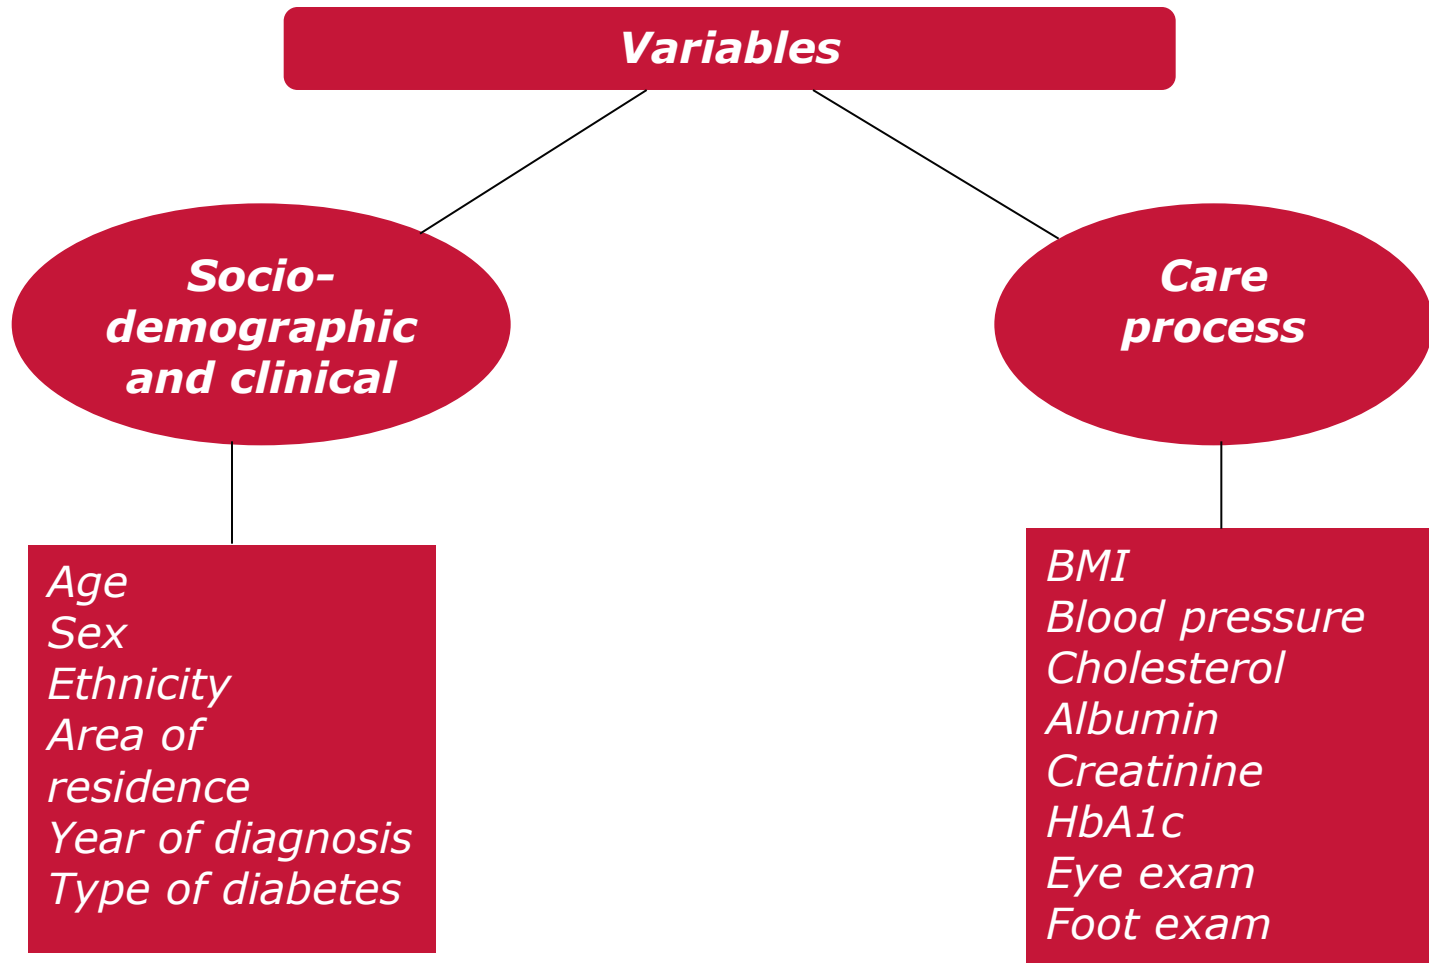 Variables
Socio-
demographic
and clinical
Care
process
Age
Sex
Ethnicity
Area of
residence
Year of diagnosis
Type of diabetes
BMI
Blood pressure
Cholesterol
Albumin
Creatinine
HbA1c
Eye exam
Foot exam